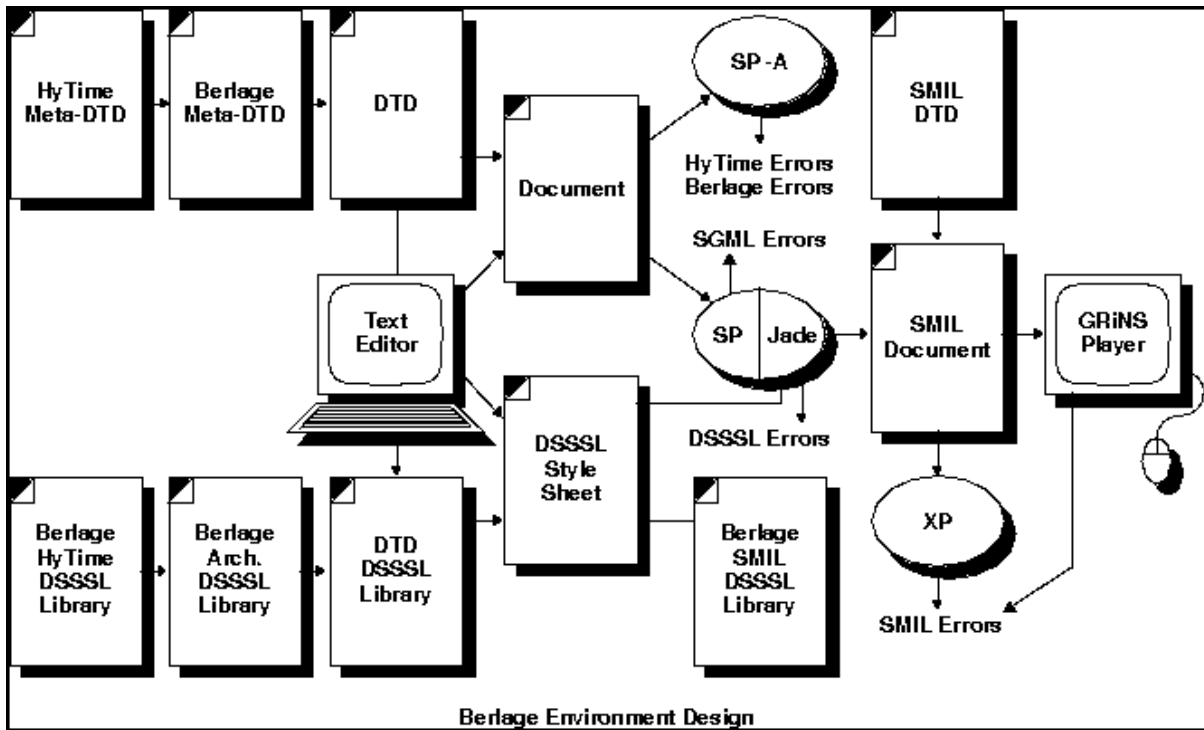 HyTime
Meta-DTD
Berlage
Meta-DTD
DTD
SP-A
SMIL
DTD
HyTime Errors
Berlage Errors
Document
SGML Errors
Text
Editor
SP
Jade
SMIL
Document
GRiNS
Player
DSSSL Errors
DSSSL
Style
Sheet
Berlage
HyTime
DSSSL
Library
Berlage
Arch.
DSSSL
Library
DTD
DSSSL
Library
Berlage
SMIL
DSSSL
Library
XP
SMIL Errors
Berlage Environment Design